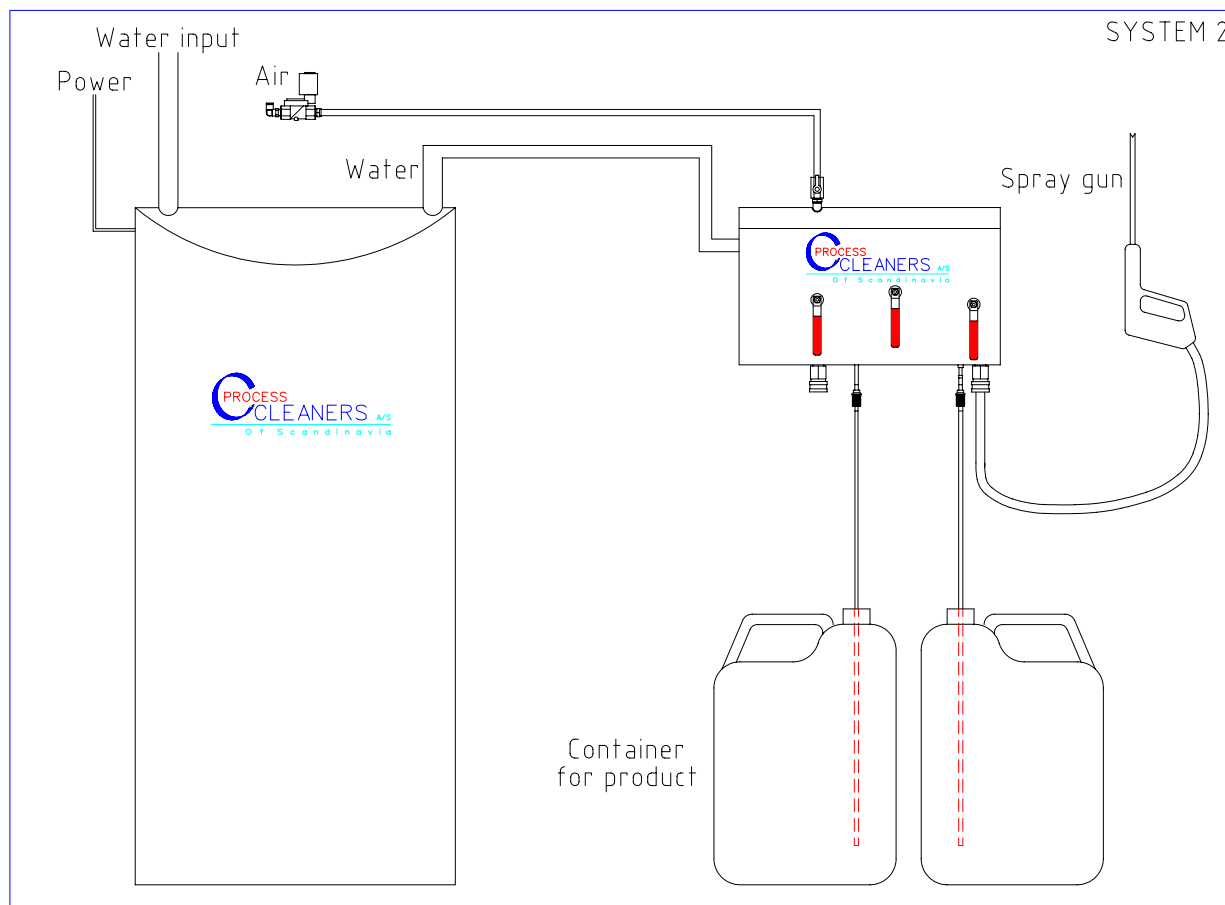 SYSTEM 2
Water input
Power
Air
Water
Spray gun
PROCESS
CLEANERS A/S
Of Scandinavia
PROCESS
CLEANERS A/S
Of Scandinavia
Container
for product